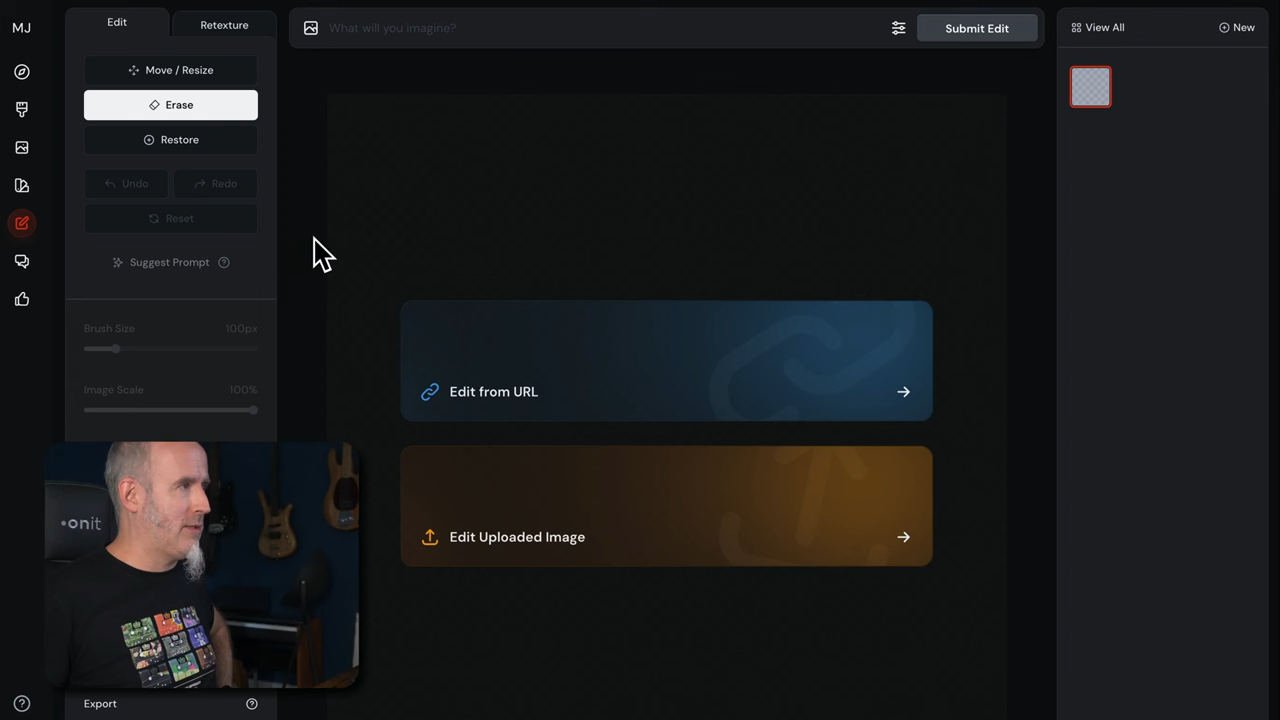 MJ
Edit
Retexture
Move / Resize
Erase
Restore
Undo
Redo
Reset
Suggest Prompt
Brush Size
100px
Image Scale
100%
Export
What will you imagine?
Submit Edit
Edit from URL
Edit Uploaded Image
View All
New
•onit